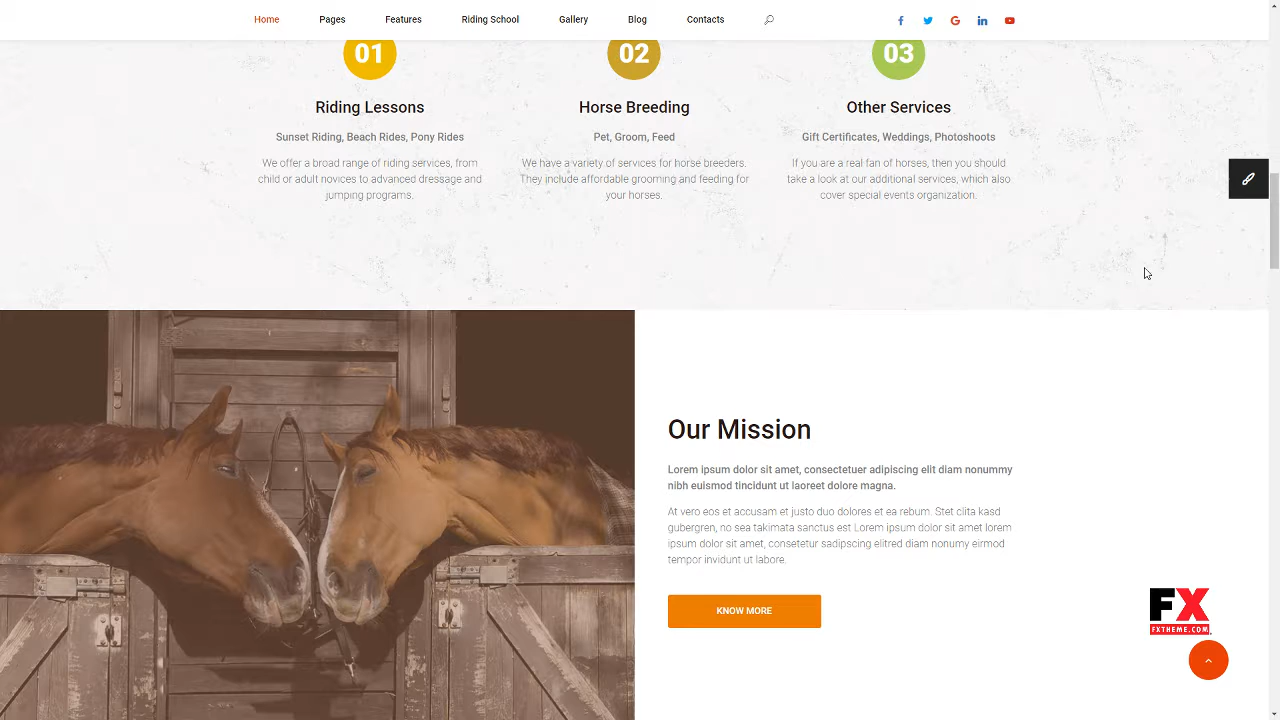 Home Pages Features Riding School Gallery Blog Contacts
01 02 03
Riding Lessons
Sunset Riding, Beach Rides, Pony Rides
We offer a broad range of riding services, from
child or adult novices to advanced dressage and
jumping programs.
Horse Breeding
Pet, Groom, Feed
We have a variety of services for horse breeders.
They include affordable grooming and feeding for
your horses.
Other Services
Gift Certificates, Weddings, Photoshoots
If you are a real fan of horses, then you should
take a look at our additional services, which also
cover special events organization.
Our Mission
Lorem ipsum dolor sit amet, consectetuer adipiscing elit diam nonummy
nibh euismod tincidunt ut laoreet dolore magna.
At vero eos et accusam et justo duo dolores et ea rebum. Stet clita kasd
gubergren, no sea takimata sanctus est Lorem ipsum dolor sit amet lorem
ipsum dolor sit amet, consetetur sadipscing elitred diam nonumy eirmod
tempor invidunt ut labore.
KNOW MORE
FX
FXTHEME.COM